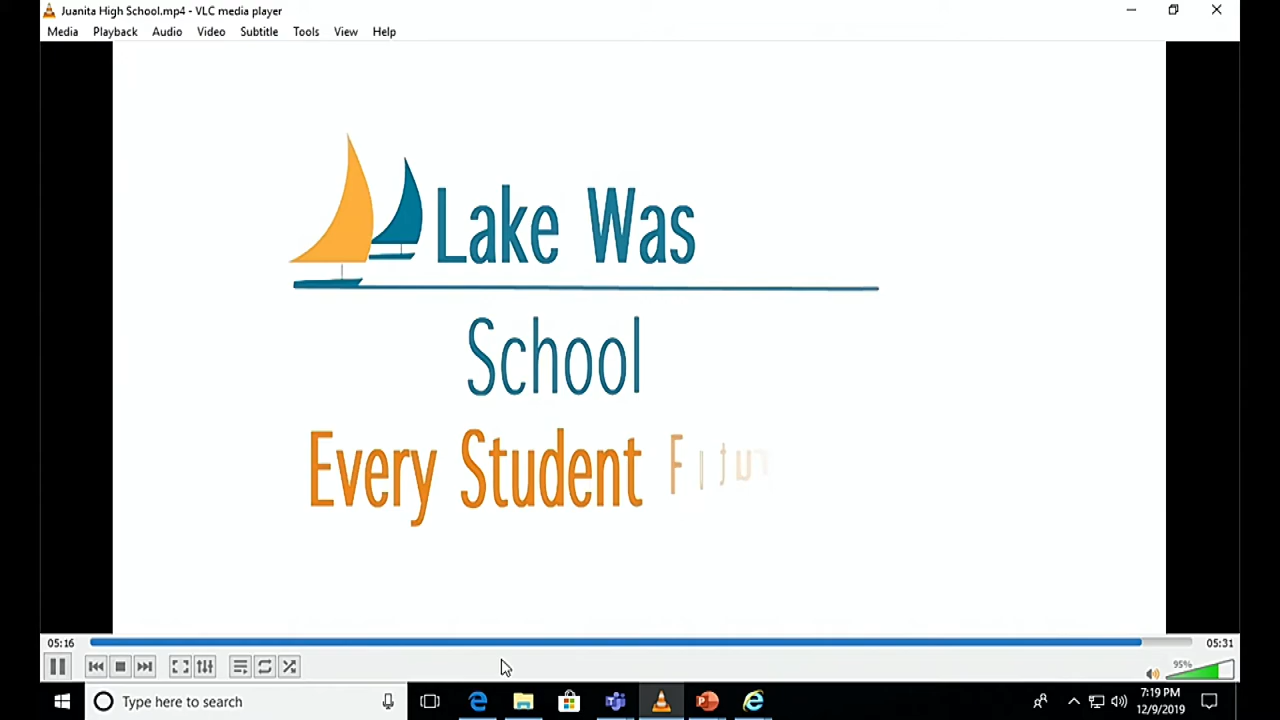 Juanita High School.mp4 - VLC media player
Media Playback Audio Video Subtitle Tools View Help
Lake Was
School
Every Student
05:16
05:31
95%
Type here to search
7:19 PM
12/9/2019